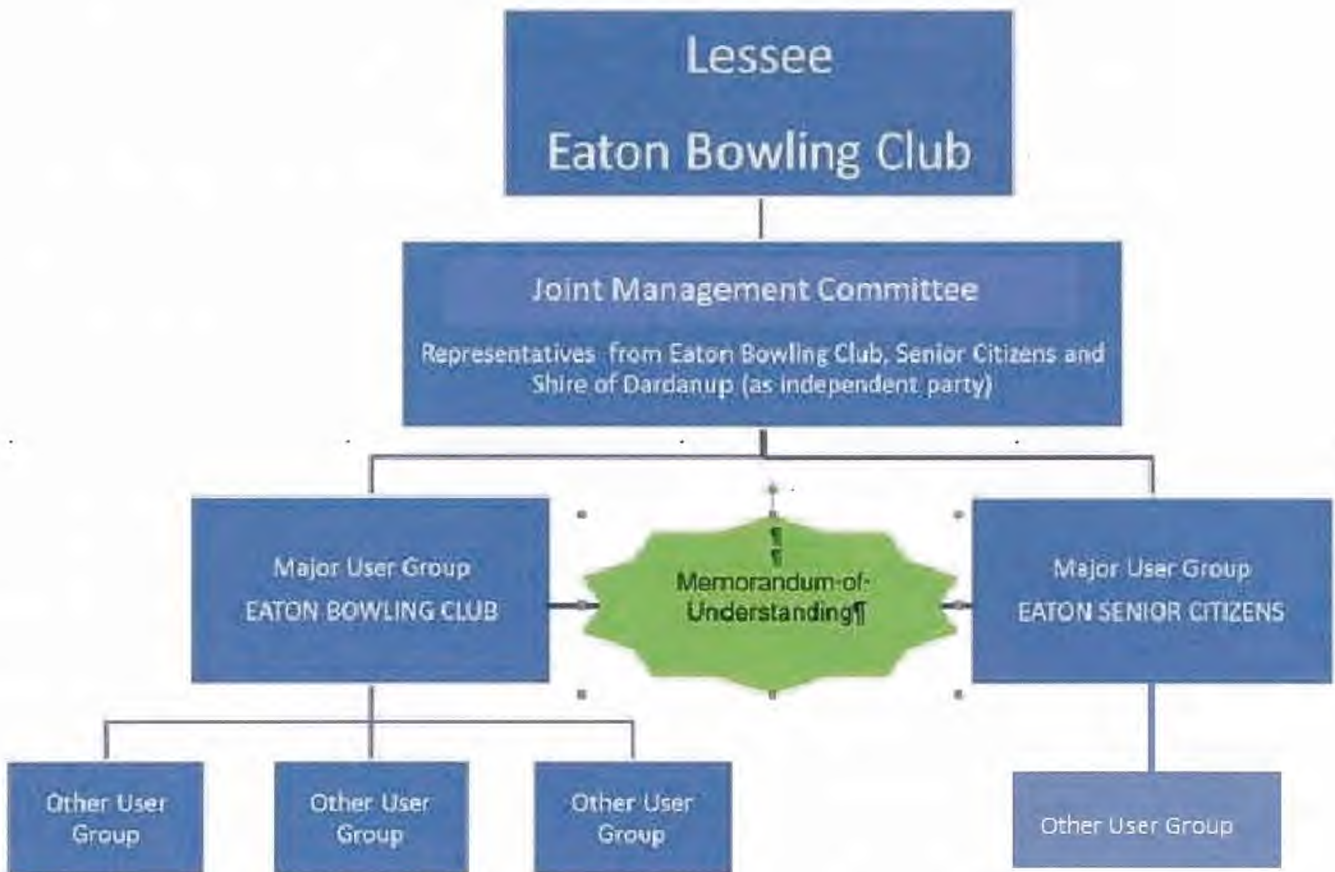 Lessee
Eaton Bowling Club
Joint Management Committee
Representatives from Eaton Bowling Club, Senior Citizens and
Shire of Dardanup (as independent party)
Major User Group
EATON BOWLING CLUB
¶
¶
Memorandum·of·
Understanding¶
Major User Group
EATON SENIOR CITIZENS
Other User
Group
Other User
Group
Other User
Group
Other User Group